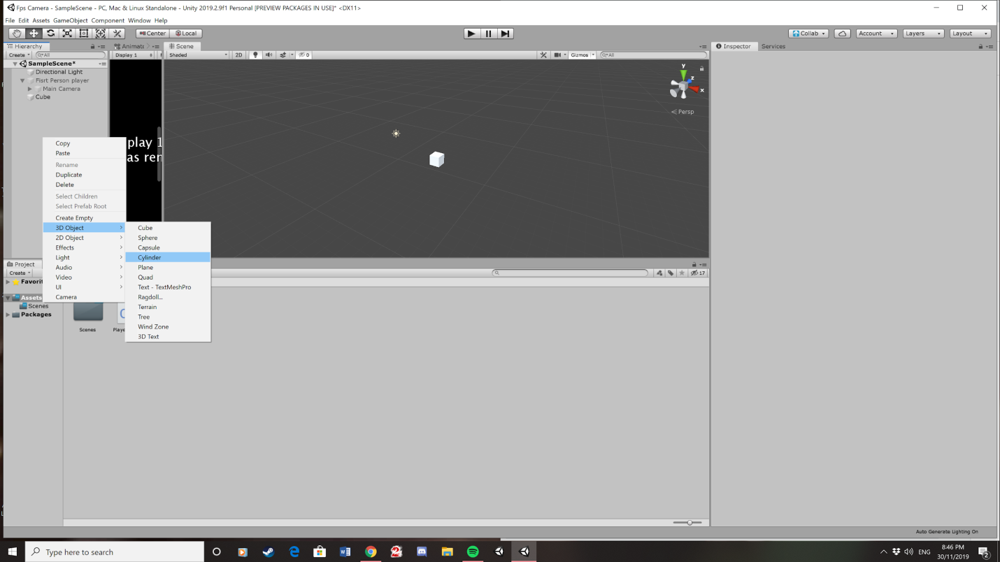 Fps Camera - SampleScene - PC, Mac & Linux Standalone - Unity 2019.2.9f1 Personal [PREVIEW PACKAGES IN USE]* <DX11>
File Edit Assets GameObject Component Window Help
Center Local Collab Account Layers Layout
Hierarchy
Create All
SampleScene*
Directional Light
Fisrt Person player
Main Camera
Cube
Animato
Display 1
play 1
as ren
Scene
Shaded 2D 0 Gizmos All
y
z
x
Persp
Inspector Services
Copy
Paste
Rename
Duplicate
Delete
Select Children
Select Prefab Root
Create Empty
3D Object
2D Object
Effects
Light
Audio
Video
UI
Camera
Cube
Sphere
Capsule
Cylinder
Plane
Quad
Text - TextMeshPro
Ragdoll...
Terrain
Tree
Wind Zone
3D Text
Project
Create 17
Favorit
Assets
Scenes
Packages
Scenes Playe
Auto Generate Lighting On
Type here to search
ENG
8:46 PM
30/11/2019
2